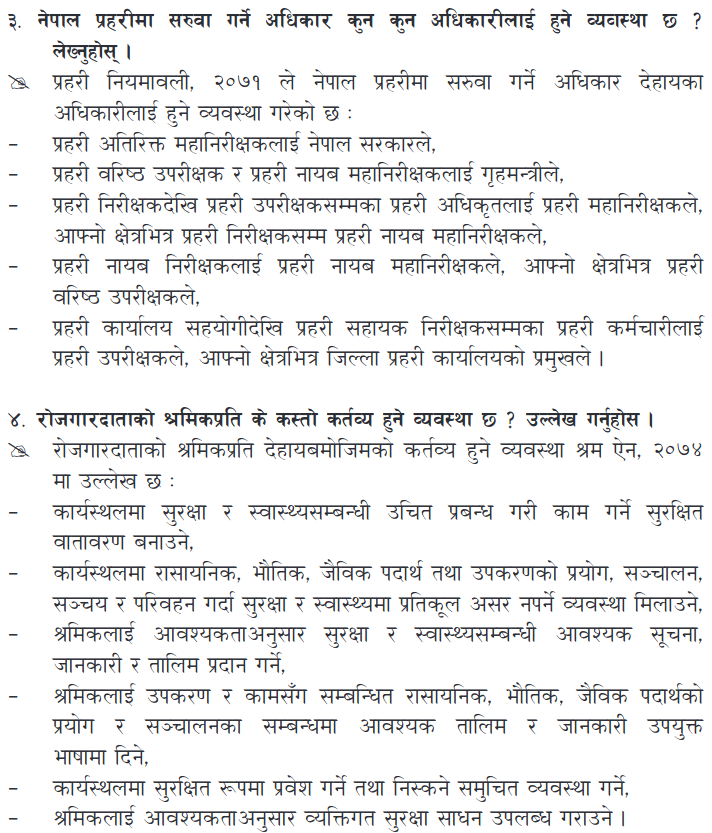 ३. नेपाल प्रहरीमा सरुवा गर्ने अधिकार कुन कुन अधिकारीलाई हुने व्यवस्था छ ?
लेख्नुहोस् ।
प्रहरी नियमावली, २०७१ ले नेपाल प्रहरीमा सरुवा गर्ने अधिकार देहायका
अधिकारीलाई हुने व्यवस्था गरेको छ :
– प्रहरी अतिरिक्त महानिरीक्षकलाई नेपाल सरकारले,
– प्रहरी वरिष्ठ उपरीक्षक र प्रहरी नायब महानिरीक्षकलाई गृहमन्त्रीले,
– प्रहरी निरीक्षकदेखि प्रहरी उपरीक्षकसम्मका प्रहरी अधिकृतलाई प्रहरी महानिरीक्षकले,
आफ्नो क्षेत्रभित्र प्रहरी निरीक्षकसम्म प्रहरी नायब महानिरीक्षकले,
– प्रहरी नायब निरीक्षकलाई प्रहरी नायब महानिरीक्षकले, आफ्नो क्षेत्रभित्र प्रहरी
वरिष्ठ उपरीक्षकले,
– प्रहरी कार्यालय सहयोगीदेखि प्रहरी सहायक निरीक्षकसम्मका प्रहरी कर्मचारीलाई
प्रहरी उपरीक्षकले, आफ्नो क्षेत्रभित्र जिल्ला प्रहरी कार्यालयको प्रमुखले ।
४. रोजगारदाताको श्रमिकप्रति के कस्तो कर्तव्य हुने व्यवस्था छ ? उल्लेख गर्नुहोस ।
रोजगारदाताको श्रमिकप्रति देहायबमोजिमको कर्तव्य हुने व्यवस्था श्रम ऐन, २०७४
मा उल्लेख छ :
– कार्यस्थलमा सुरक्षा र स्वास्थ्यसम्बन्धी उचित प्रबन्ध गरी काम गर्ने सुरक्षित
वातावरण बनाउने,
– कार्यस्थलमा रासायनिक, भौतिक, जैविक पदार्थ तथा उपकरणको प्रयोग, सञ्चालन,
सञ्चय र परिवहन गर्दा सुरक्षा र स्वास्थ्यमा प्रतिकूल असर नपर्ने व्यवस्था मिलाउने,
– श्रमिकलाई आवश्यकताअनुसार सुरक्षा र स्वास्थ्यसम्बन्धी आवश्यक सूचना,
जानकारी र तालिम प्रदान गर्ने,
– श्रमिकलाई उपकरण र कामसँग सम्बन्धित रासायनिक, भौतिक, जैविक पदार्थको
प्रयोग र सञ्चालनका सम्बन्धमा आवश्यक तालिम र जानकारी उपयुक्त
भाषामा दिने,
– कार्यस्थलमा सुरक्षित रूपमा प्रवेश गर्ने तथा निस्कने समुचित व्यवस्था गर्ने,
– श्रमिकलाई आवश्यकताअनुसार व्यक्तिगत सुरक्षा साधन उपलब्ध गराउने ।